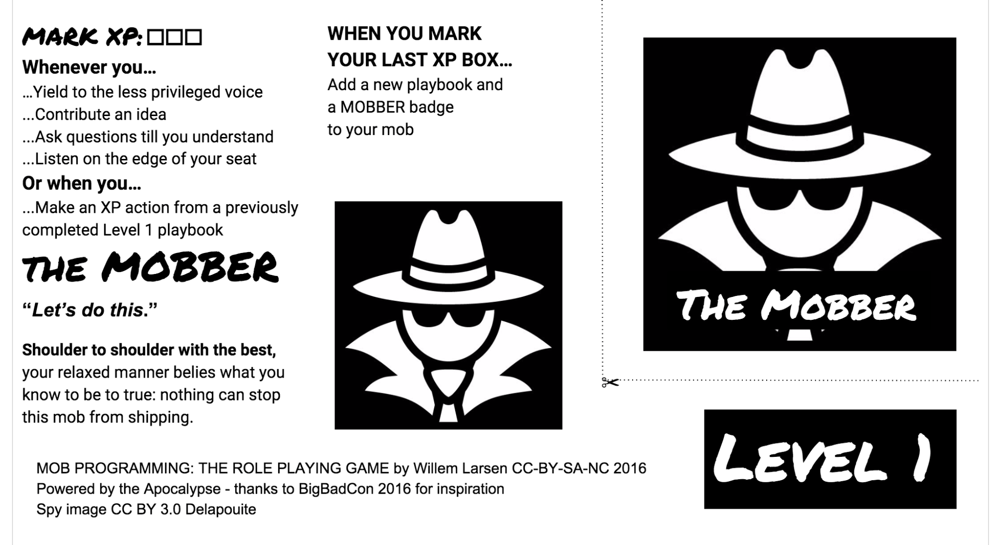 MARK XP: □□□
Whenever you...
...Yield to the less privileged voice
...Contribute an idea
...Ask questions till you understand
...Listen on the edge of your seat
Or when you...
...Make an XP action from a previously
completed Level 1 playbook
THE MOBBER
“Let’s do this.”
Shoulder to shoulder with the best,
your relaxed manner belies what you
know to be to true: nothing can stop
this mob from shipping.
WHEN YOU MARK
YOUR LAST XP BOX...
Add a new playbook and
a MOBBER badge
to your mob
THE MOBBER
LEVEL 1
MOB PROGRAMMING: THE ROLE PLAYING GAME by Willem Larsen CC-BY-SA-NC 2016
Powered by the Apocalypse - thanks to BigBadCon 2016 for inspiration
Spy image CC BY 3.0 Delapouite